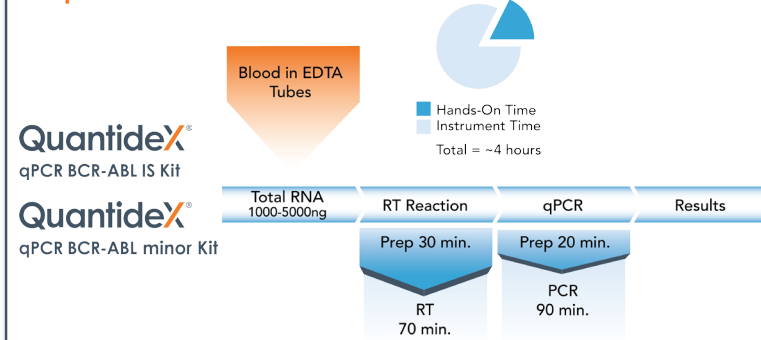 Blood in EDTA
Tubes
Hands-On Time
Instrument Time
Total = ~4 hours
QuantideX®
qPCR BCR-ABL IS Kit
QuantideX®
qPCR BCR-ABL minor Kit
Total RNA
1000-5000ng
RT Reaction
qPCR
Results
Prep 30 min.
Prep 20 min.
RT
70 min.
PCR
90 min.